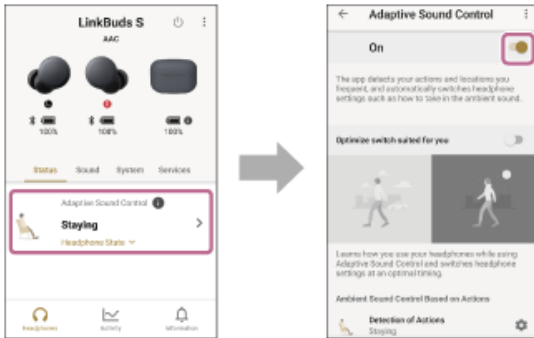 LinkBuds S
AAC
L
R
100%
100%
100%
Status Sound System Services
Adaptive Sound Control
Staying
Headphone State
Headphones
Activity
Information
Adaptive Sound Control
On
The app detects your actions and locations you
frequent, and automatically switches headphone
settings such as how to take in the ambient sound.
Optimize switch suited for you
Learns how you use your headphones while using
Adaptive Sound Control and switches headphone
settings at an optimal timing.
Ambient Sound Control Based on Actions
Detection of Actions
Staying